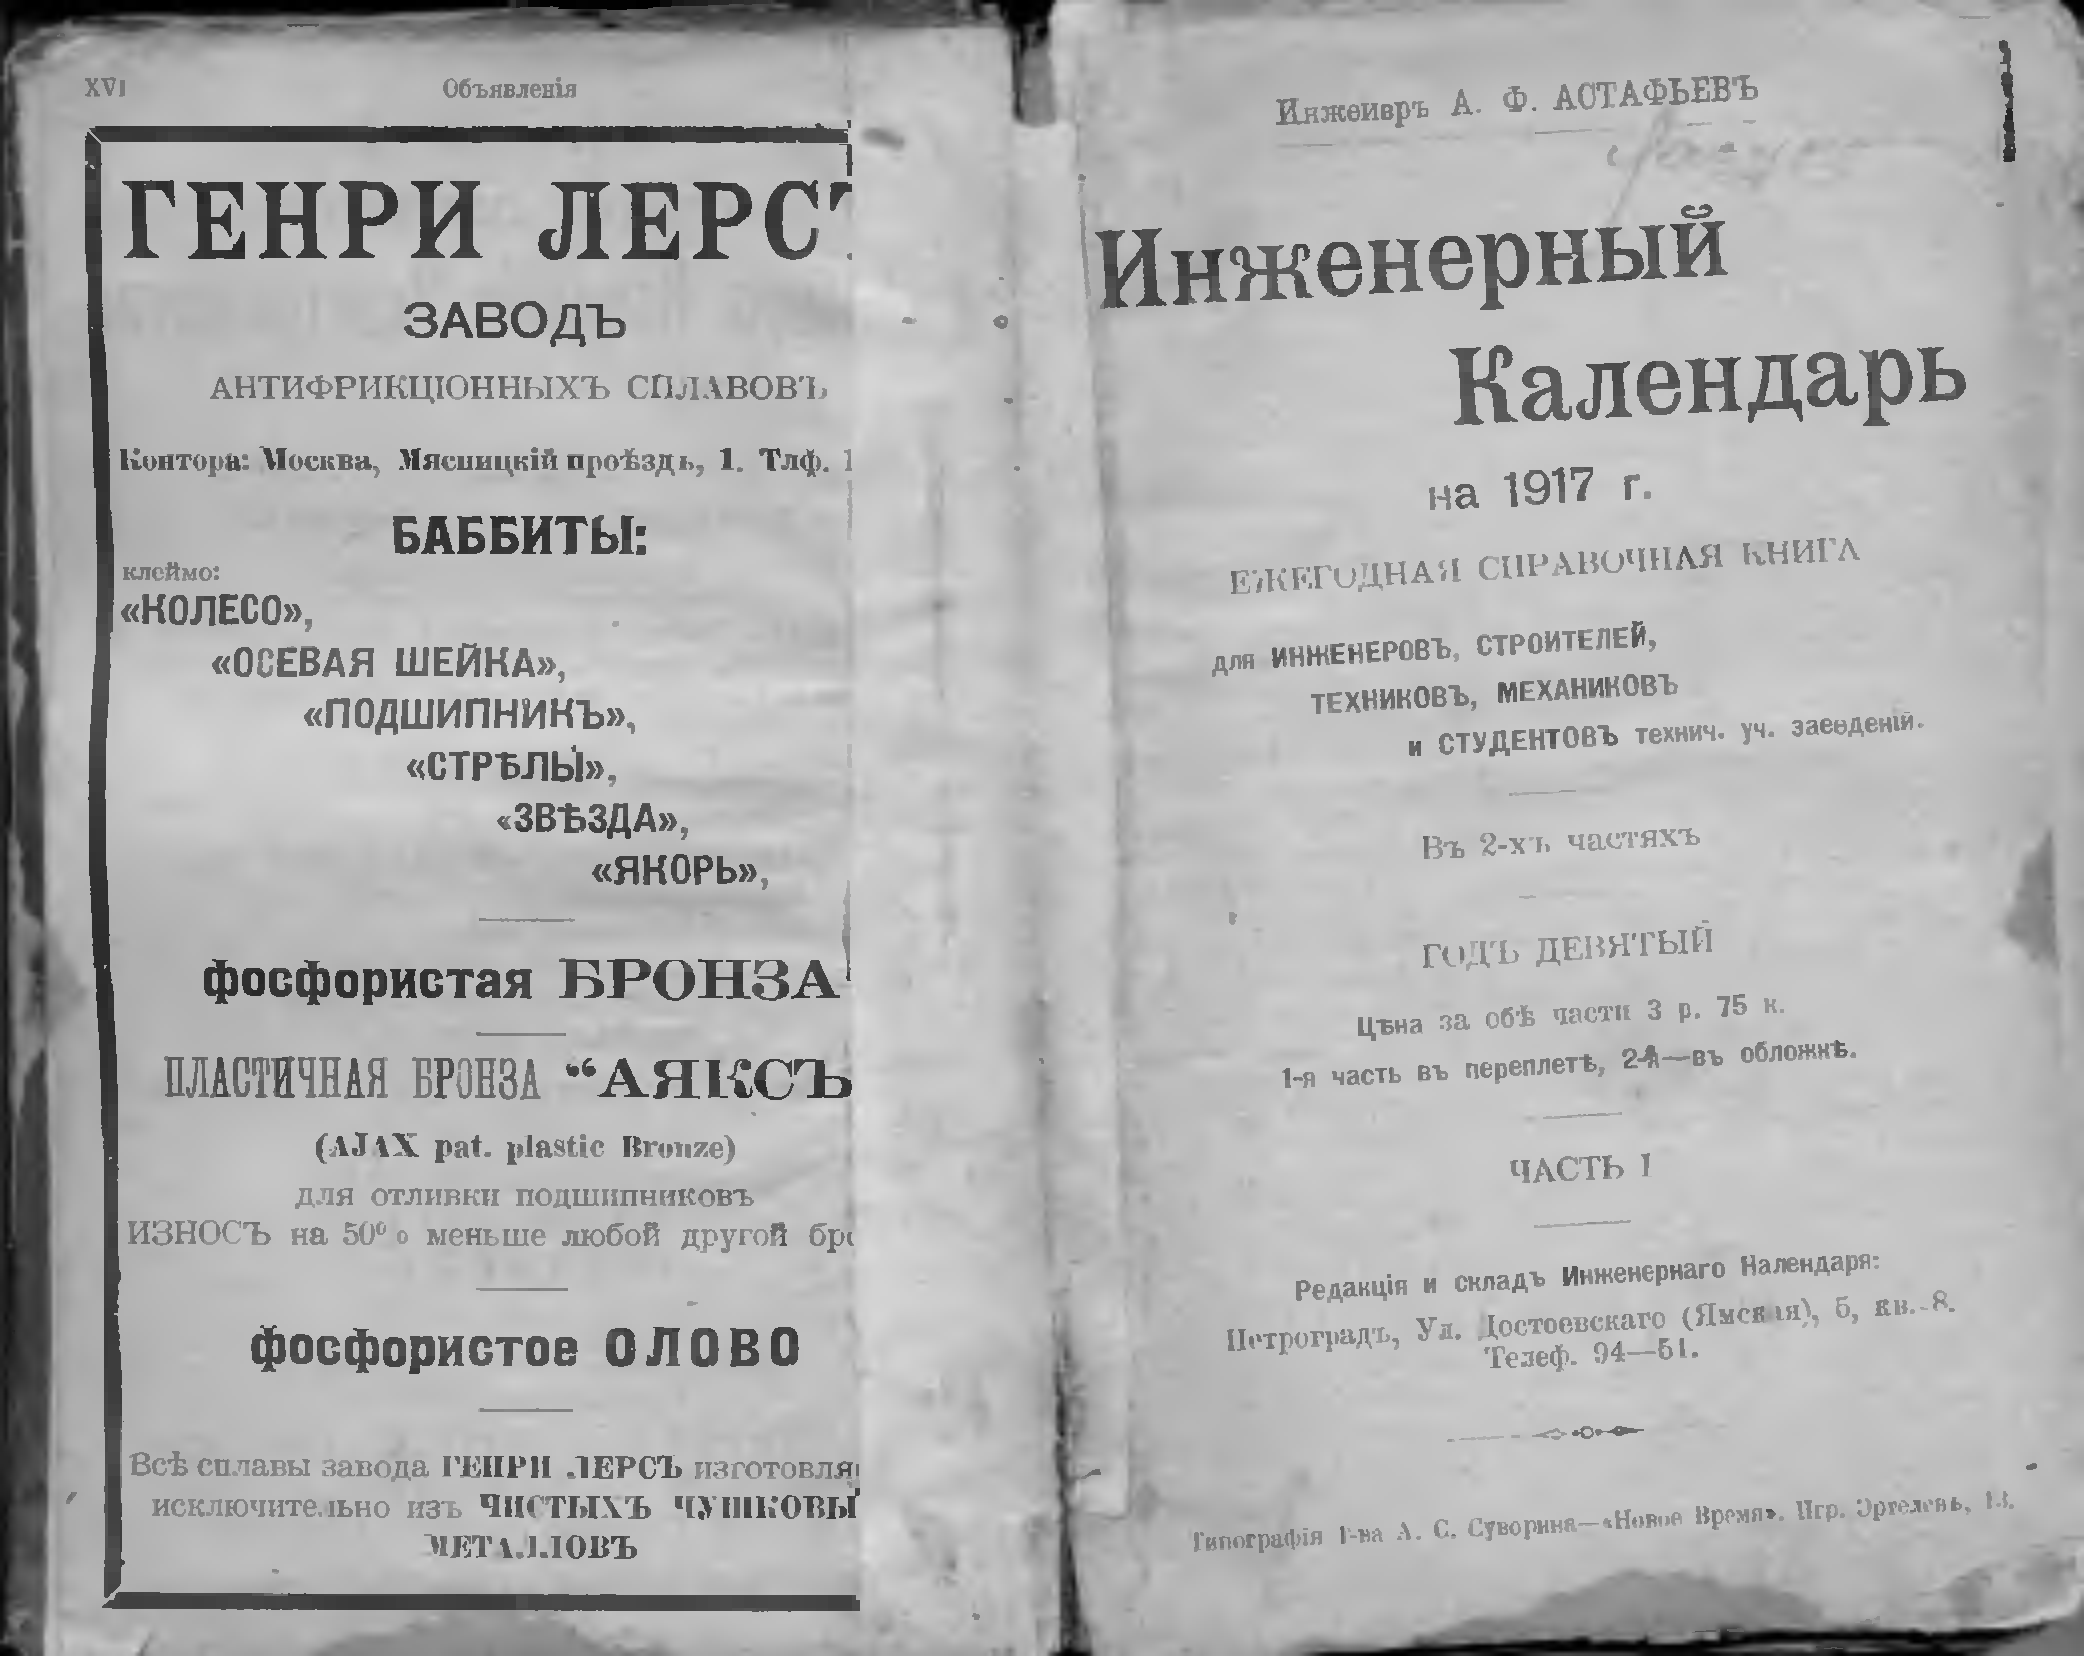 XVI
Объявленія
ГЕНРИ ЛЕРС
ЗАВОДЪ
АНТИФРИКЦІОННЫХЪ СПЛАВОВЪ
Контора: Москва, Мясницкій проѣздъ, 1. Тлф. 1
БАББИТЫ:
клеймо:
«КОЛЕСО»,
«ОСЕВАЯ ШЕЙКА»,
«ПОДШИПНИКЪ»,
«СТРѢЛЫ»,
«ЗВѢЗДА»,
«ЯКОРЬ»,
фосфористая БРОНЗА
ПЛАСТИЧНАЯ БРОНЗА “АЯКСЪ
(AJAX pat. plastic Bronze)
для отливки подшипниковъ
ИЗНОСЪ на 50% меньше любой другой бро
фосфористое ОЛОВО
Всѣ сплавы завода ГЕНРИ ЛЕРСЪ изготовля
исключительно изъ ЧИСТЫХЪ ЧУШКОВЫ
МЕТАЛЛОВЪ
Инженеръ А. Ф. АСТАФЬЕВЪ
Инженерный
Календарь
на 1917 г.
ЕЖЕГОДНАЯ СПРАВОЧНАЯ КНИГА
для ИНЖЕНЕРОВЪ, СТРОИТЕЛЕЙ,
ТЕХНИКОВЪ, МЕХАНИКОВЪ
и СТУДЕНТОВЪ технич. уч. заведеній.
Въ 2-хъ частяхъ
ГОДЪ ДЕВЯТЫЙ
Цѣна за обѣ части 3 р. 75 к.
1-я часть въ переплетѣ, 2-я—въ обложкѣ.
ЧАСТЬ I
Редакція и складъ Инженернаго Календаря:
Петроградъ, Ул. Достоевскаго (Ямская), 5, кв. 8.
Телеф. 94—51.
Типографія Т-ва А. С. Суворина—«Новое Время». Пгр. Эртелевъ, 13.